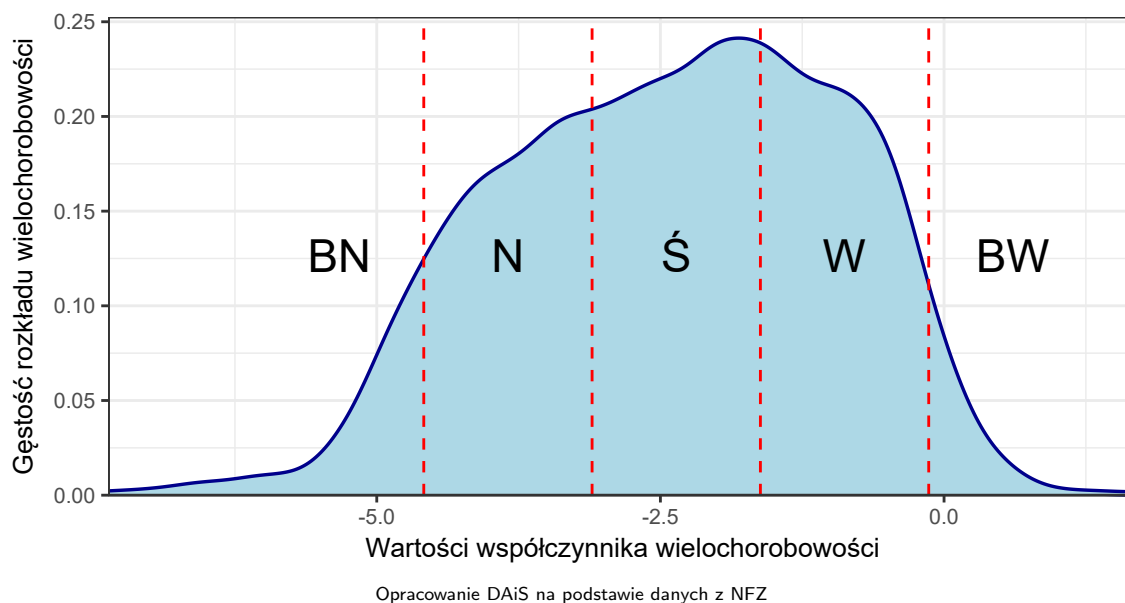 Gęstość rozkładu wielochorobowości
0.25
0.20
0.15
0.10
0.05
0.00
BN N Ś W BW
-5.0 -2.5 0.0
Wartości współczynnika wielochorobowości
Opracowanie DAiS na podstawie danych z NFZ